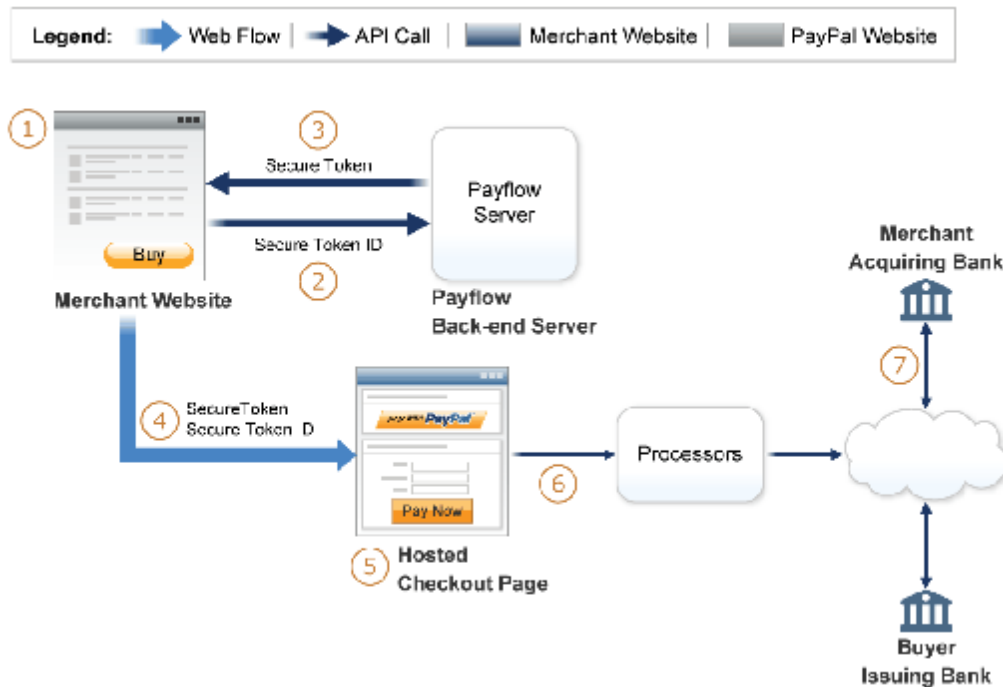 Legend: Web Flow | API Call | Merchant Website | PayPal Website
1
3
Secure Token
Payflow
Server
Secure Token ID
2
Buy
Merchant Website
Payflow
Back-end Server
Merchant
Acquiring Bank
7
4
SecureToken
Secure Token ID
PayPal
Pay Now
6
Processors
5
Hosted
Checkout Page
Buyer
Issuing Bank